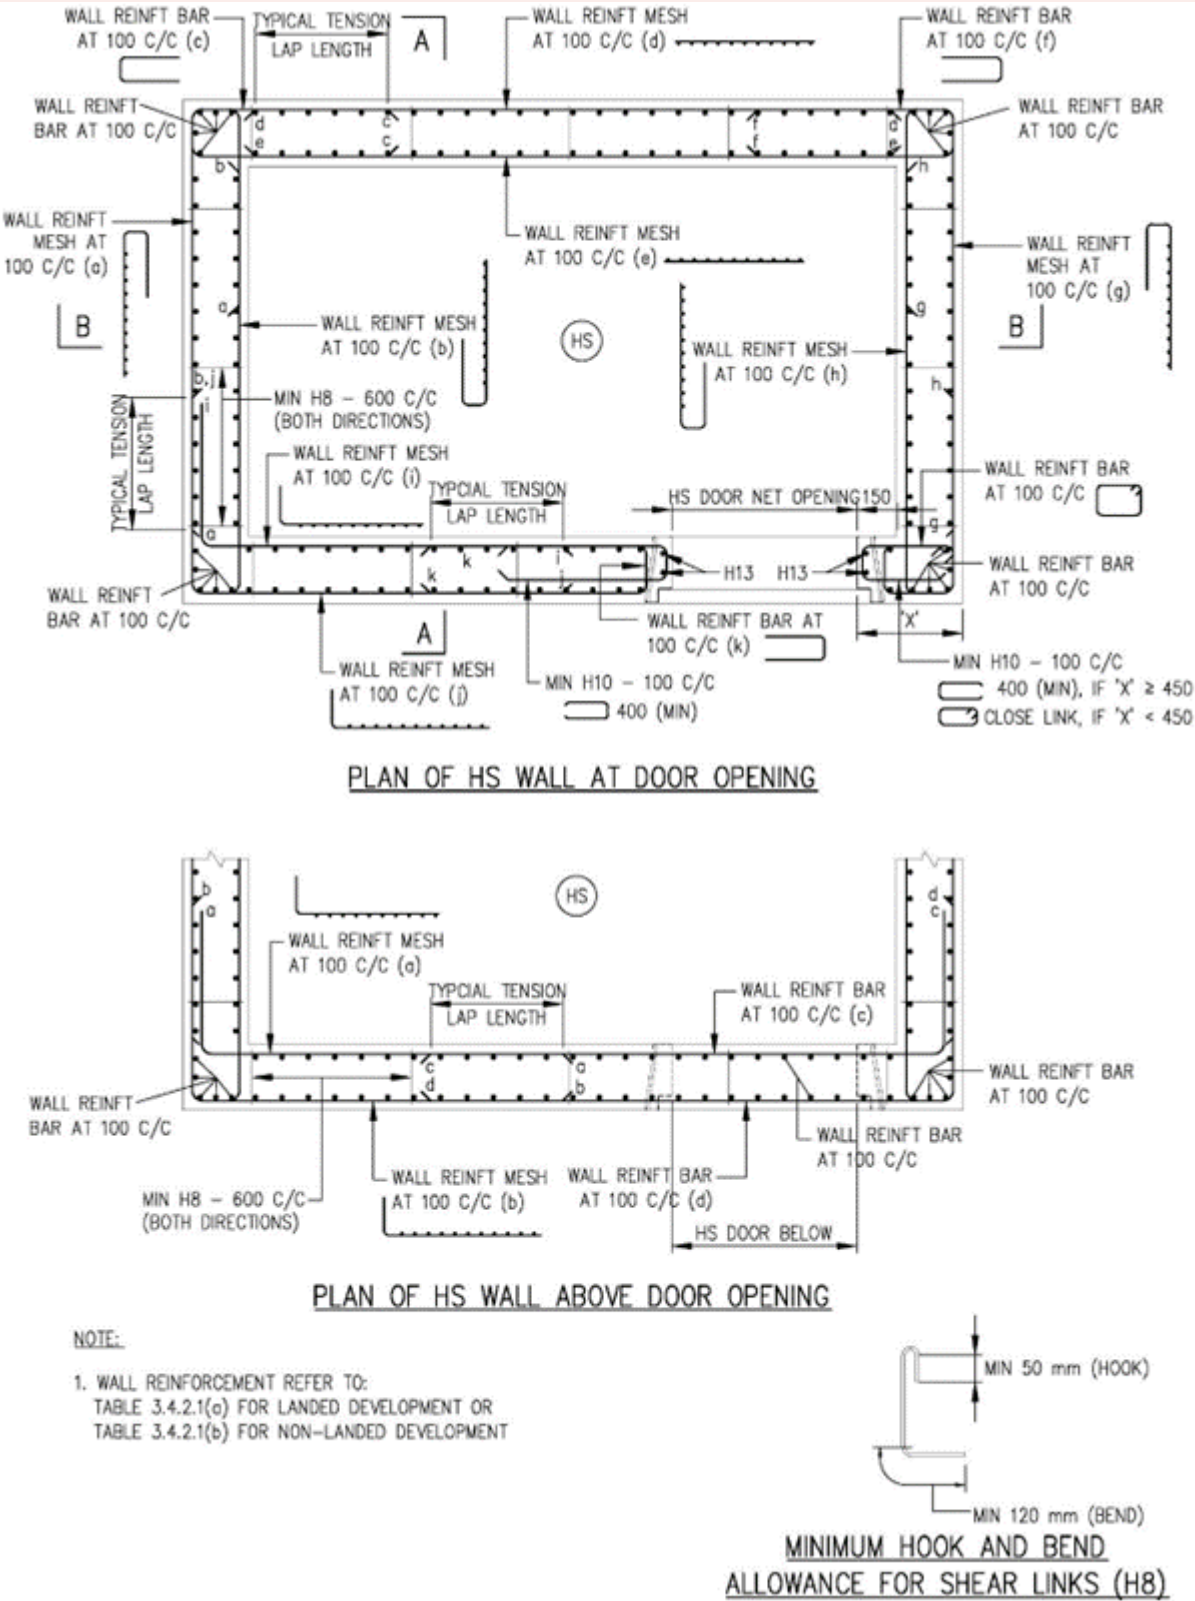 WALL REINFT BAR
AT 100 C/C (c)
TYPICAL TENSION
LAP LENGTH
A
WALL REINFT MESH
AT 100 C/C (d)
WALL REINFT BAR
AT 100 C/C (f)
WALL REINFT
BAR AT 100 C/C
WALL REINFT BAR
AT 100 C/C
d
e
c
c
f
f
d
e
b
h
WALL REINFT
MESH AT
100 C/C (a)
B
WALL REINFT MESH
AT 100 C/C (e)
WALL REINFT
MESH AT
100 C/C (g)
B
a
g
WALL REINFT MESH
AT 100 C/C (b)
HS
WALL REINFT MESH
AT 100 C/C (h)
b,j
i
h
MIN H8 - 600 C/C
(BOTH DIRECTIONS)
TYPICAL TENSION
LAP LENGTH
WALL REINFT MESH
AT 100 C/C (i)
TYPCIAL TENSION
LAP LENGTH
HS DOOR NET OPENING
150
WALL REINFT BAR
AT 100 C/C
a
g
k
k
i
j
H13
H13
WALL REINFT
BAR AT 100 C/C
WALL REINFT BAR
AT 100 C/C
A
WALL REINFT BAR AT
100 C/C (k)
'X'
WALL REINFT MESH
AT 100 C/C (j)
MIN H10 - 100 C/C
400 (MIN)
MIN H10 - 100 C/C
400 (MIN), IF 'X' ≥ 450
CLOSE LINK, IF 'X' < 450
PLAN OF HS WALL AT DOOR OPENING
b
a
HS
d
c
WALL REINFT MESH
AT 100 C/C (a)
TYPCIAL TENSION
LAP LENGTH
WALL REINFT BAR
AT 100 C/C (c)
c
d
a
b
WALL REINFT
BAR AT 100 C/C
WALL REINFT BAR
AT 100 C/C
WALL REINFT BAR
AT 100 C/C
MIN H8 - 600 C/C
(BOTH DIRECTIONS)
WALL REINFT MESH
AT 100 C/C (b)
WALL REINFT BAR
AT 100 C/C (d)
HS DOOR BELOW
PLAN OF HS WALL ABOVE DOOR OPENING
NOTE:
1. WALL REINFORCEMENT REFER TO:
TABLE 3.4.2.1(a) FOR LANDED DEVELOPMENT OR
TABLE 3.4.2.1(b) FOR NON-LANDED DEVELOPMENT
MIN 50 mm (HOOK)
MIN 120 mm (BEND)
MINIMUM HOOK AND BEND
ALLOWANCE FOR SHEAR LINKS (H8)